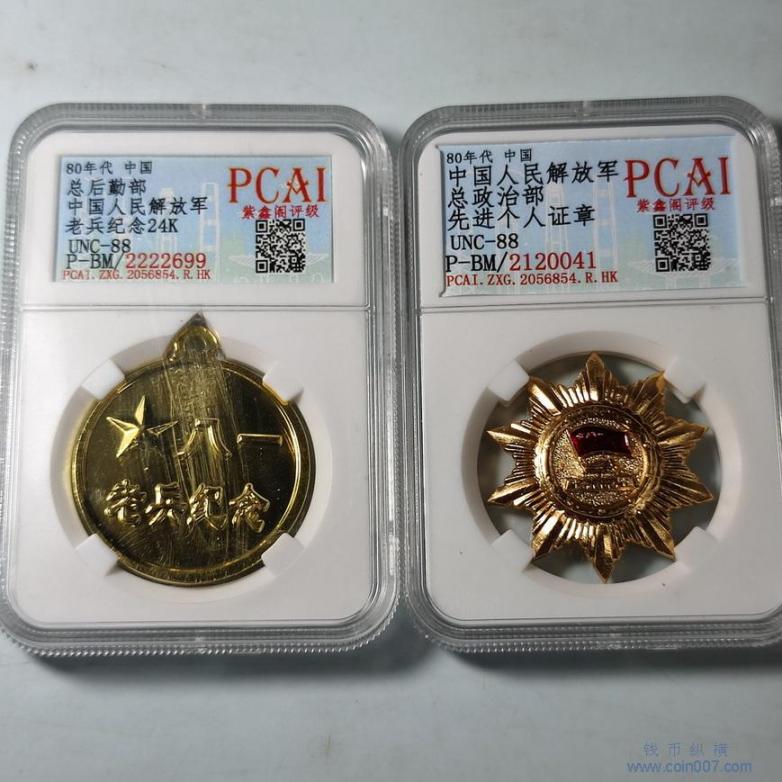 80年代 中国
总后勤部
中国人民解放军
老兵纪念24K
UNC-88
P-BM/2222699
PCAI.ZXG.2056854.R.HK
PCAI
紫鑫阁评级
八一
老兵纪念
80年代 中国
中国人民解放军
总政治部
先进个人证章
UNC-88
P-BM/2120041
PCAI.ZXG.2056854.R.HK
PCAI
紫鑫阁评级
钱币纵横
www.coin007.com